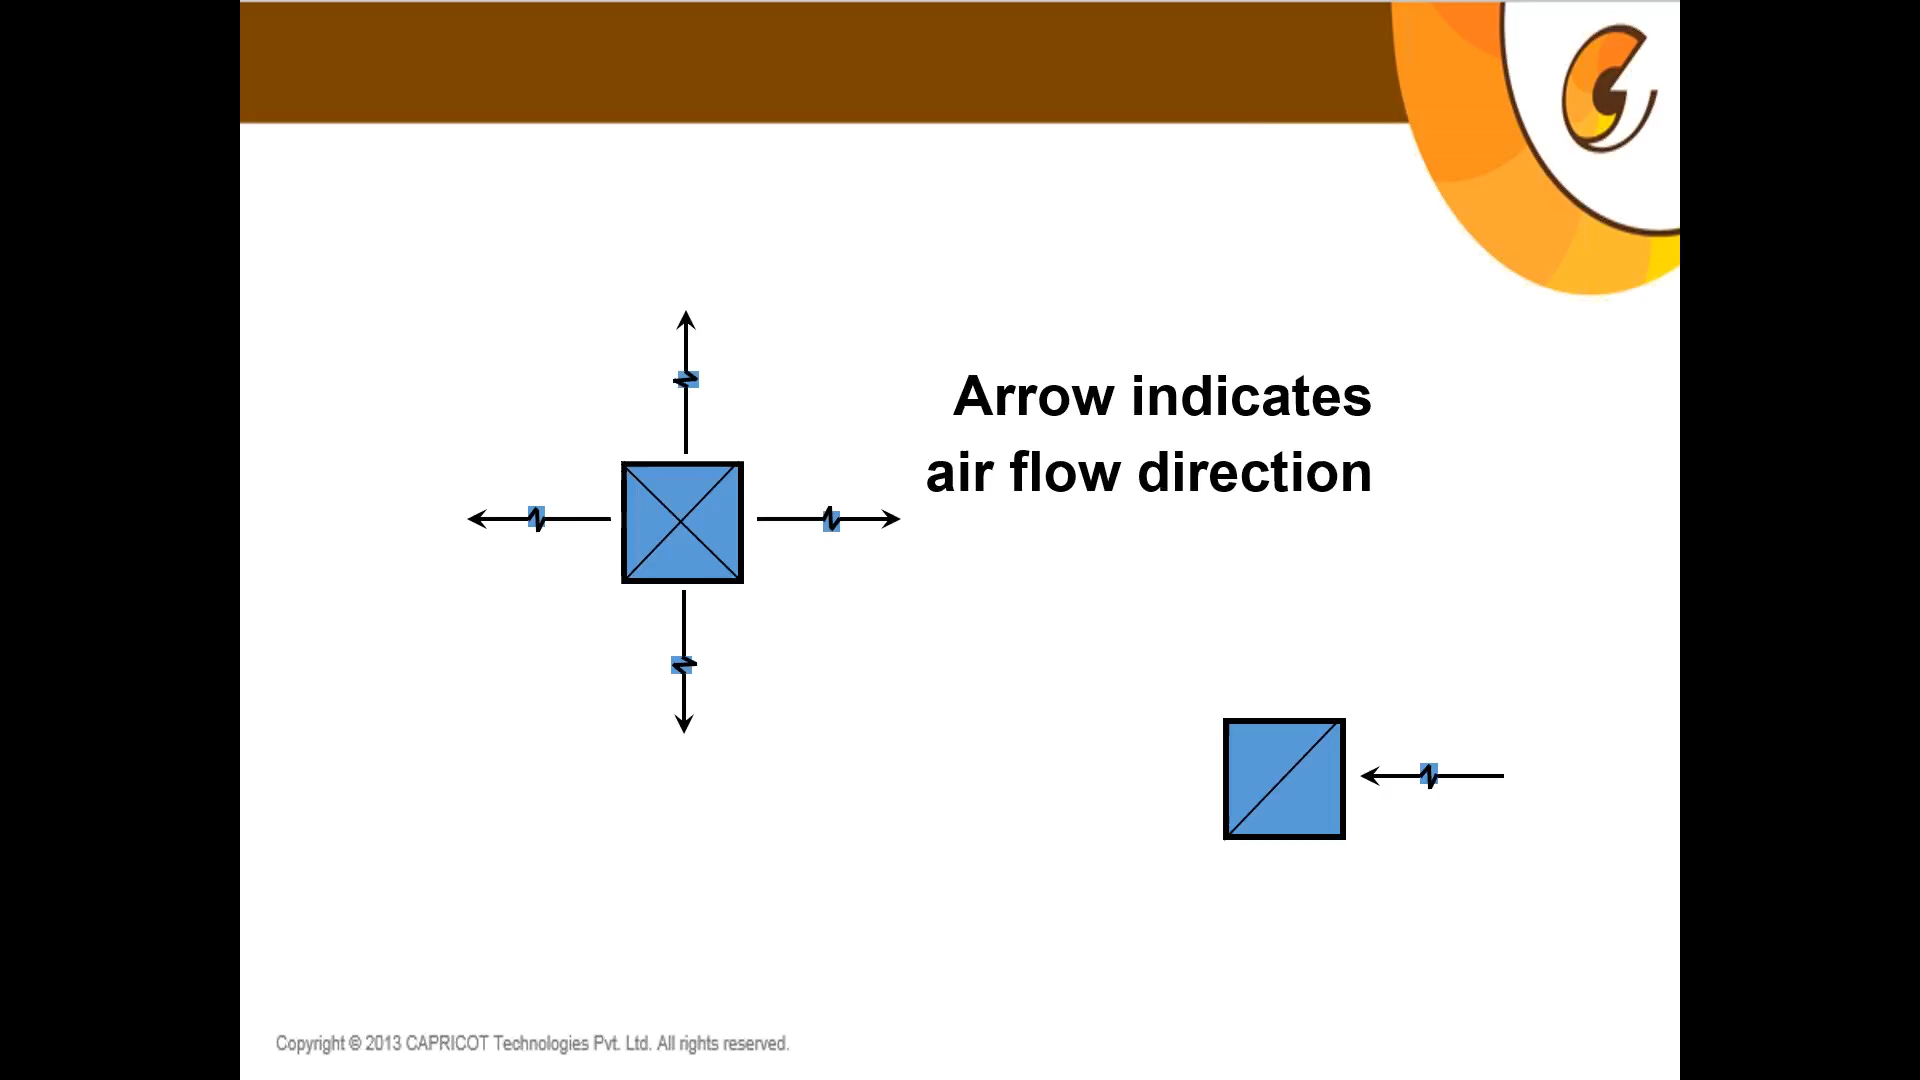 Arrow indicates
air flow direction
Copyright © 2013 CAPRICOT Technologies Pvt. Ltd. All rights reserved.